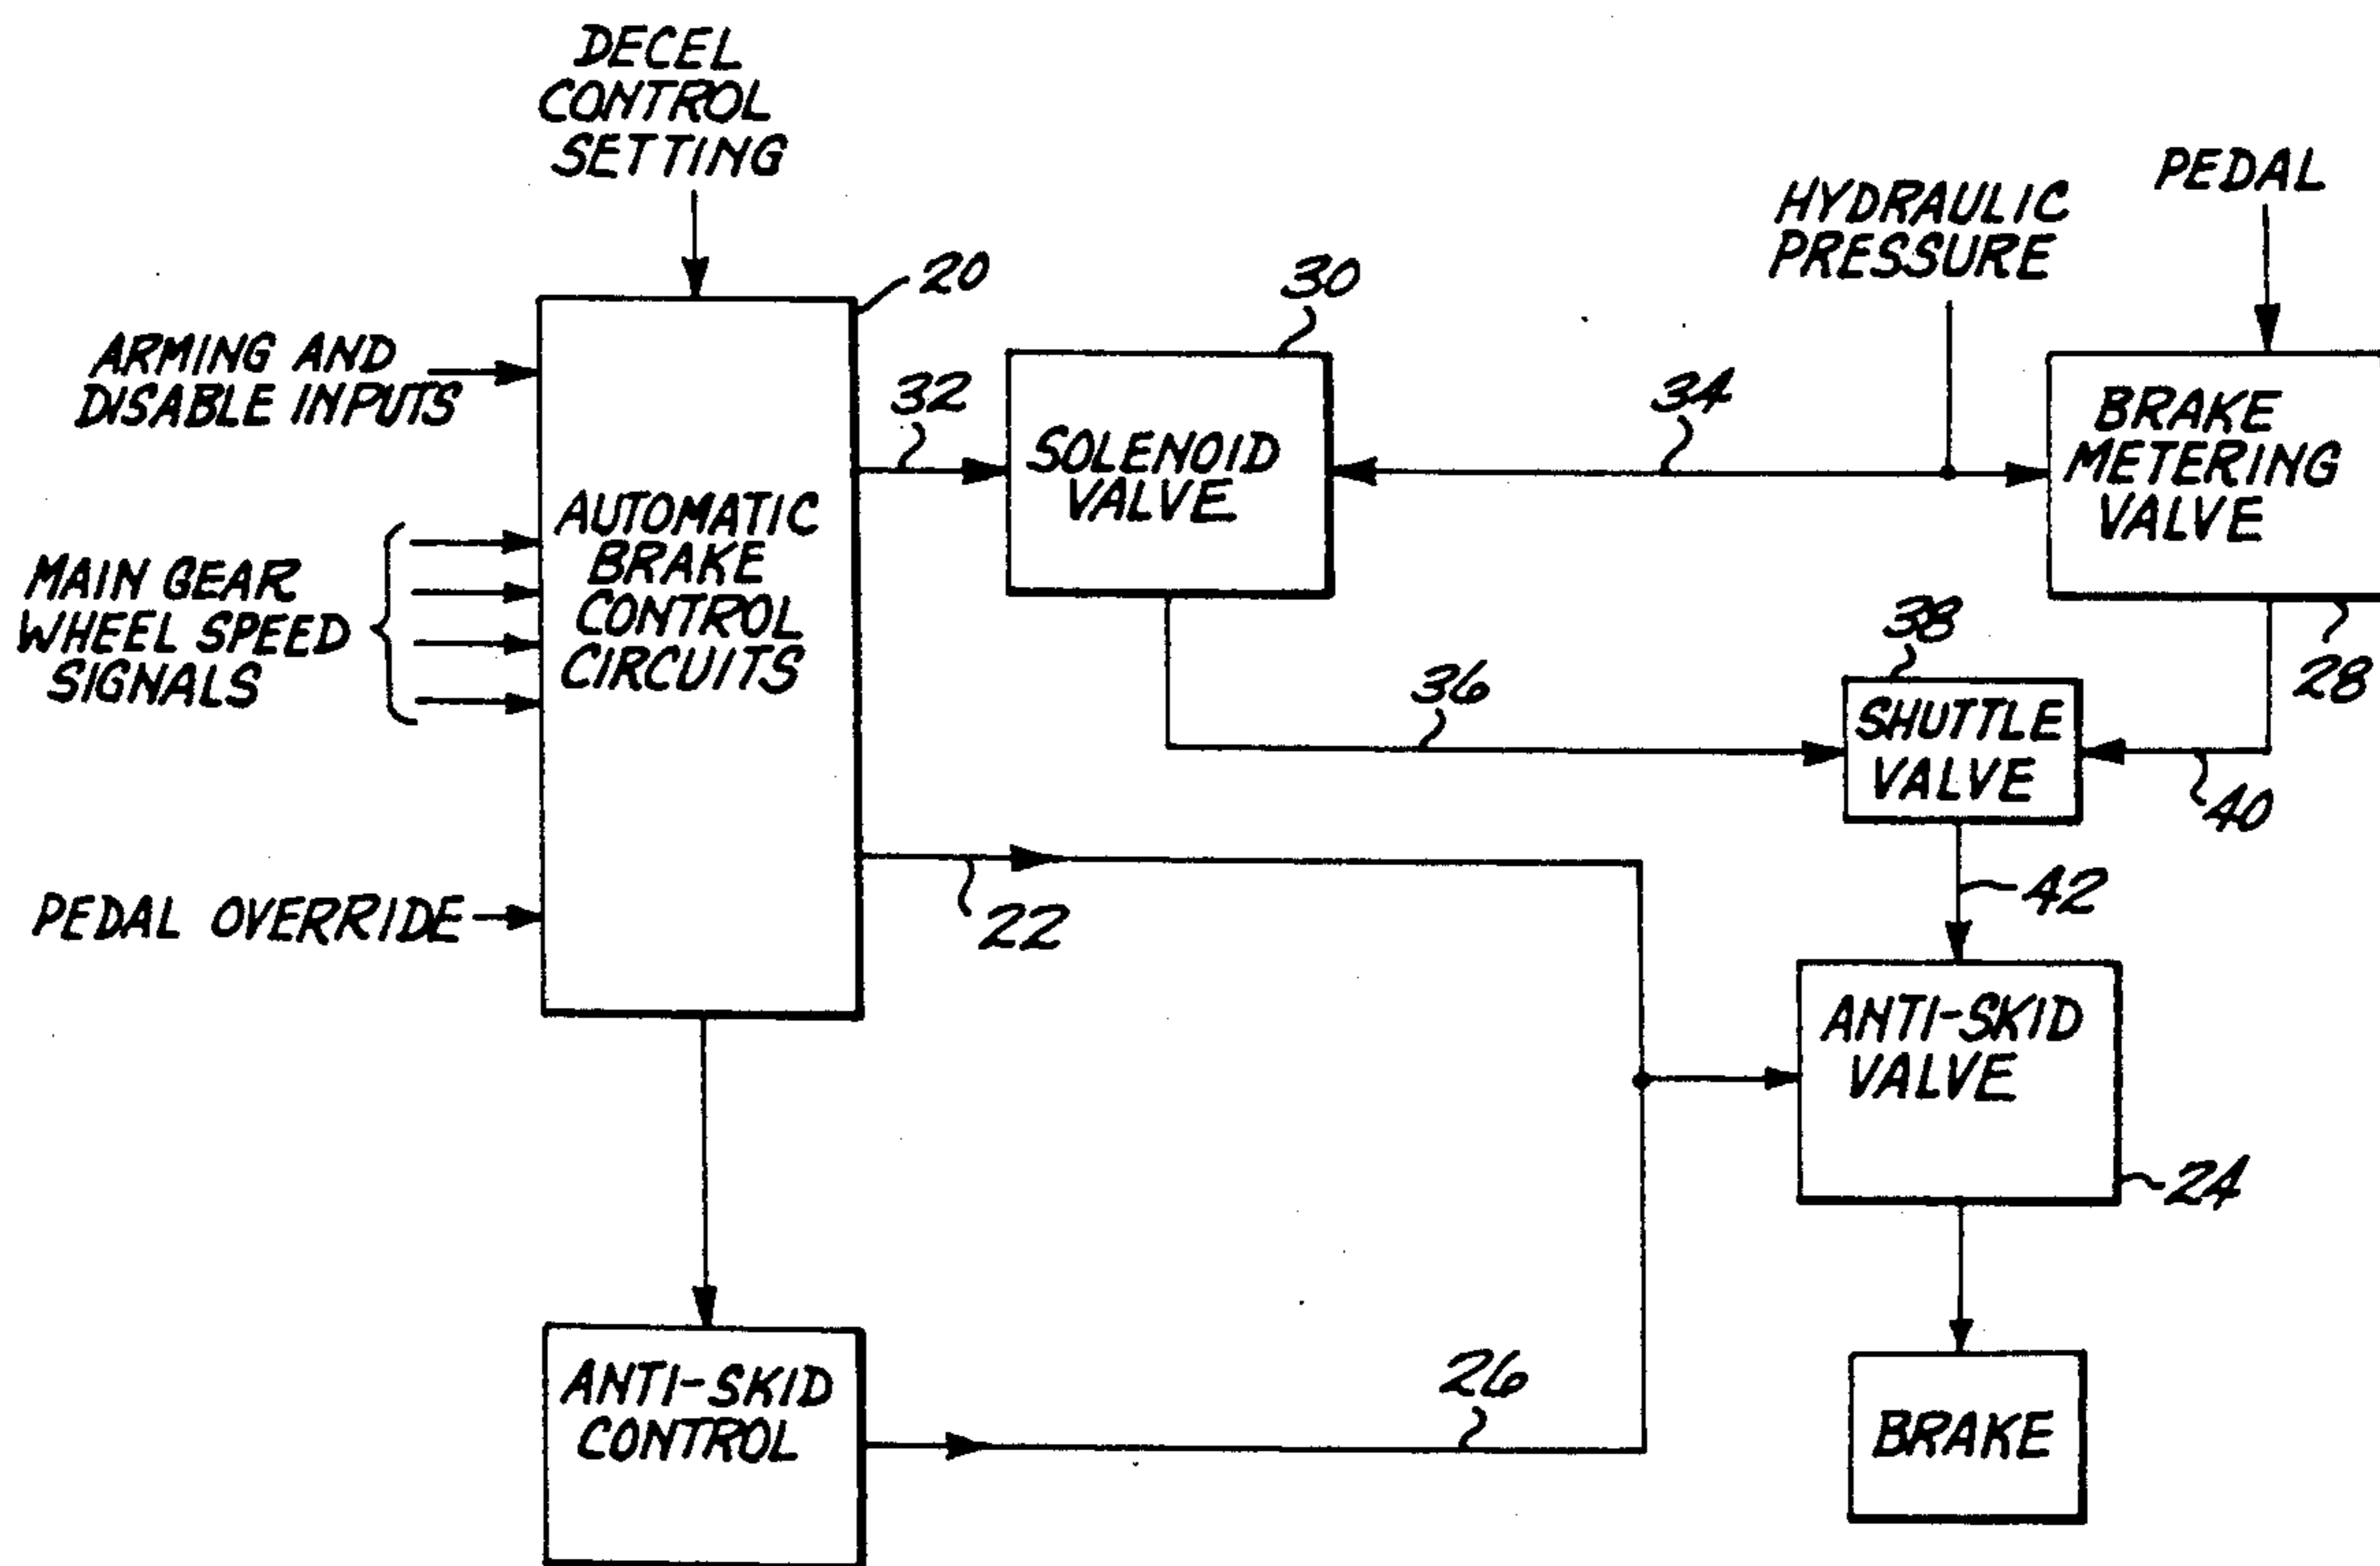 DECEL
CONTROL
SETTING
PEDAL
HYDRAULIC
PRESSURE
20
30
ARMING AND
DISABLE INPUTS
32
34
SOLENOID
VALVE
BRAKE
METERING
VALVE
AUTOMATIC
BRAKE
CONTROL
CIRCUITS
MAIN GEAR
WHEEL SPEED
SIGNALS
38
28
36
SHUTTLE
VALVE
40
PEDAL OVERRIDE
22
42
ANTI-SKID
VALVE
24
ANTI-SKID
CONTROL
26
BRAKE